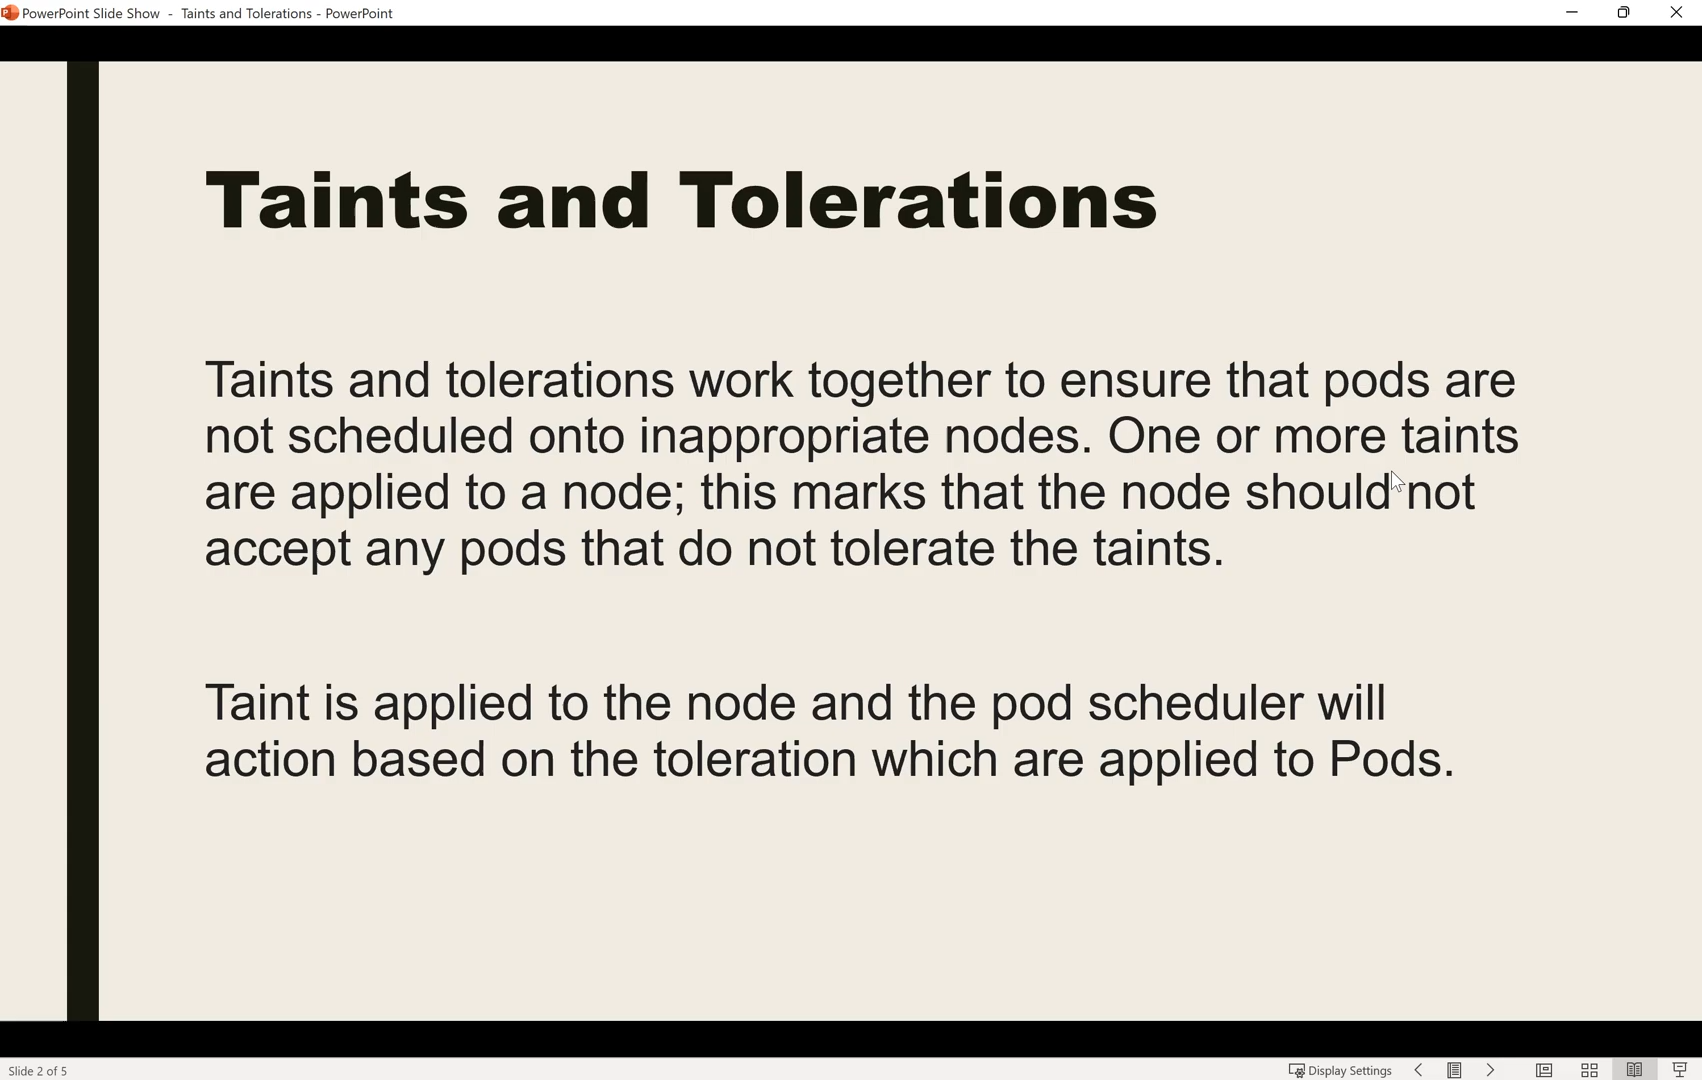 PowerPoint Slide Show - Taints and Tolerations - PowerPoint
Taints and Tolerations
Taints and tolerations work together to ensure that pods are
not scheduled onto inappropriate nodes. One or more taints
are applied to a node; this marks that the node should not
accept any pods that do not tolerate the taints.
Taint is applied to the node and the pod scheduler will
action based on the toleration which are applied to Pods.
Slide 2 of 5
Display Settings